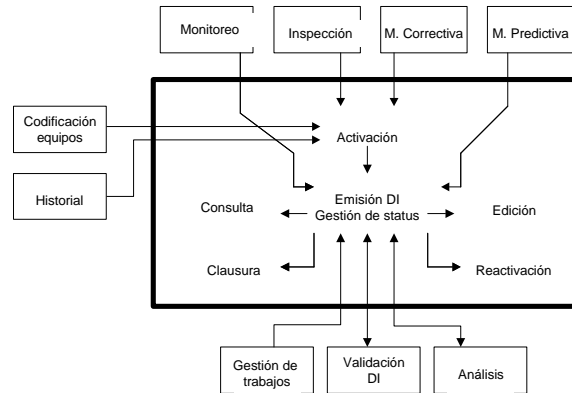 Monitoreo
Inspección
M. Correctiva
M. Predictiva
Codificación
equipos
Activación
Historial
Consulta
Emisión DI
Gestión de status
Edición
Clausura
Reactivación
Gestión de
trabajos
Validación
DI
Análisis